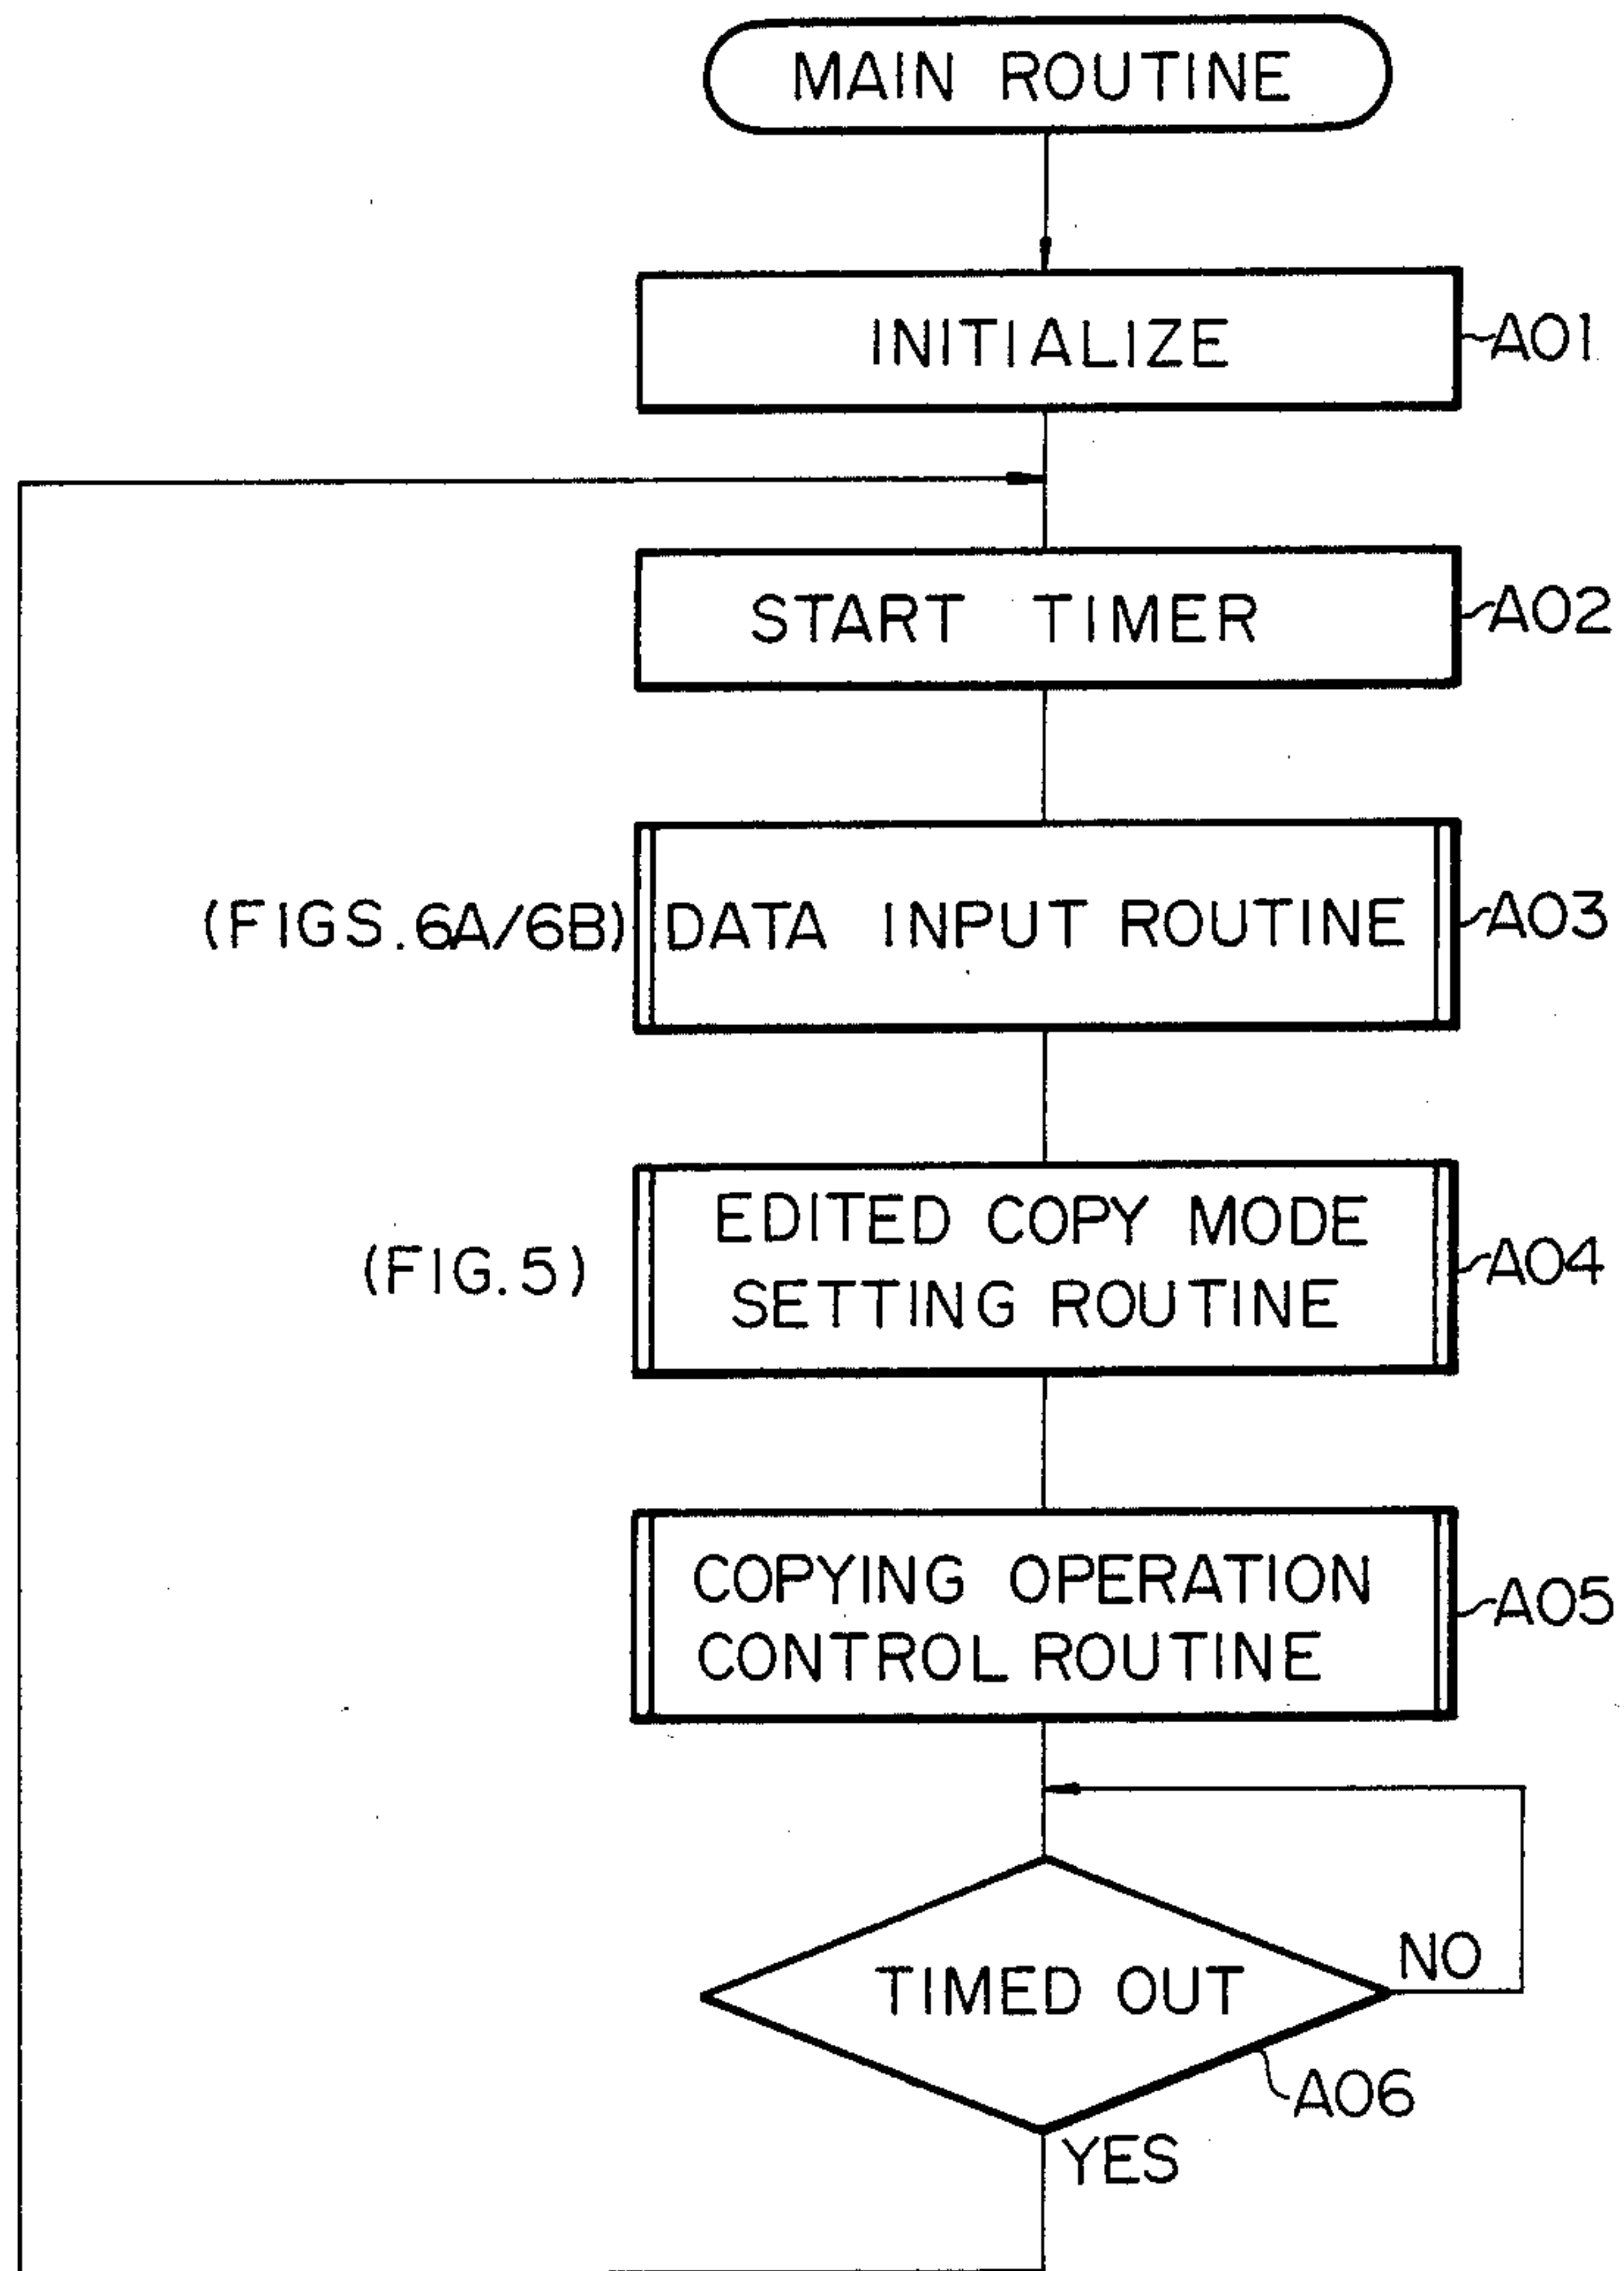 MAIN ROUTINE
INITIALIZE
A01
START TIMER
A02
(FIGS.6A/6B)
DATA INPUT ROUTINE
A03
(FIG.5)
EDITED COPY MODE
SETTING ROUTINE
A04
COPYING OPERATION
CONTROL ROUTINE
A05
TIMED OUT
NO
A06
YES